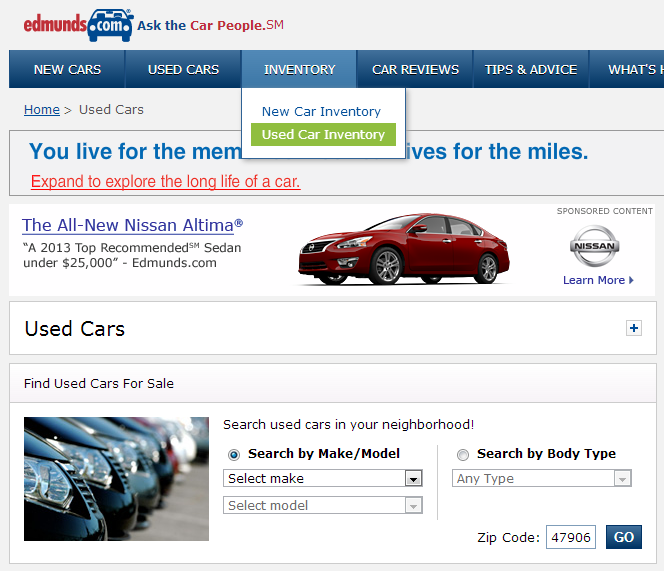 edmunds.com Ask the Car People.SM
NEW CARS USED CARS INVENTORY CAR REVIEWS TIPS & ADVICE WHAT'S H
New Car Inventory
Used Car Inventory
Home > Used Cars
You live for the mem ives for the miles.
Expand to explore the long life of a car.
SPONSORED CONTENT
The All-New Nissan Altima®
“A 2013 Top Recommended℠ Sedan
under $25,000” - Edmunds.com
NISSAN
Learn More
Used Cars
Find Used Cars For Sale
Search used cars in your neighborhood!
Search by Make/Model
Select make
Select model
Search by Body Type
Any Type
Zip Code: 47906 GO